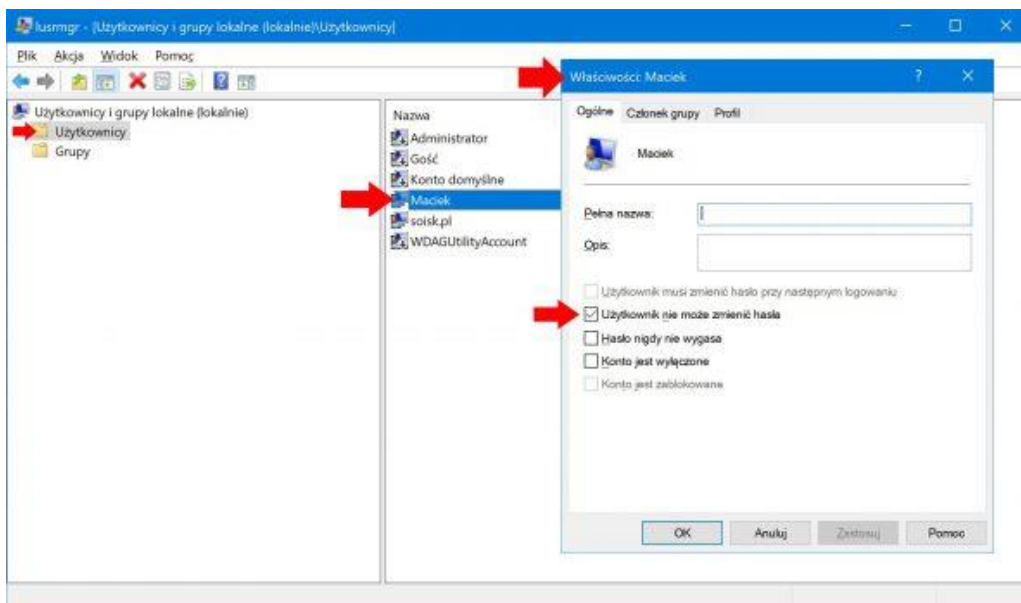 lusrmgr - [Użytkownicy i grupy lokalne (lokalnie)\Użytkownicy]
Plik Akcja Widok Pomoc
Użytkownicy i grupy lokalne (lokalnie)
Użytkownicy
Grupy
Nazwa
Administrator
Gość
Konto domyślne
Maciek
soisk.pl
WDAGUtilityAccount
Właściwości: Maciek
Ogólne Członek grupy Profil
Maciek
Pełna nazwa:
Opis:
Użytkownik musi zmienić hasło przy następnym logowaniu
Użytkownik nie może zmienić hasła
Hasło nigdy nie wygasa
Konto jest wyłączone
Konto jest zablokowane
OK Anuluj Zastosuj Pomoc